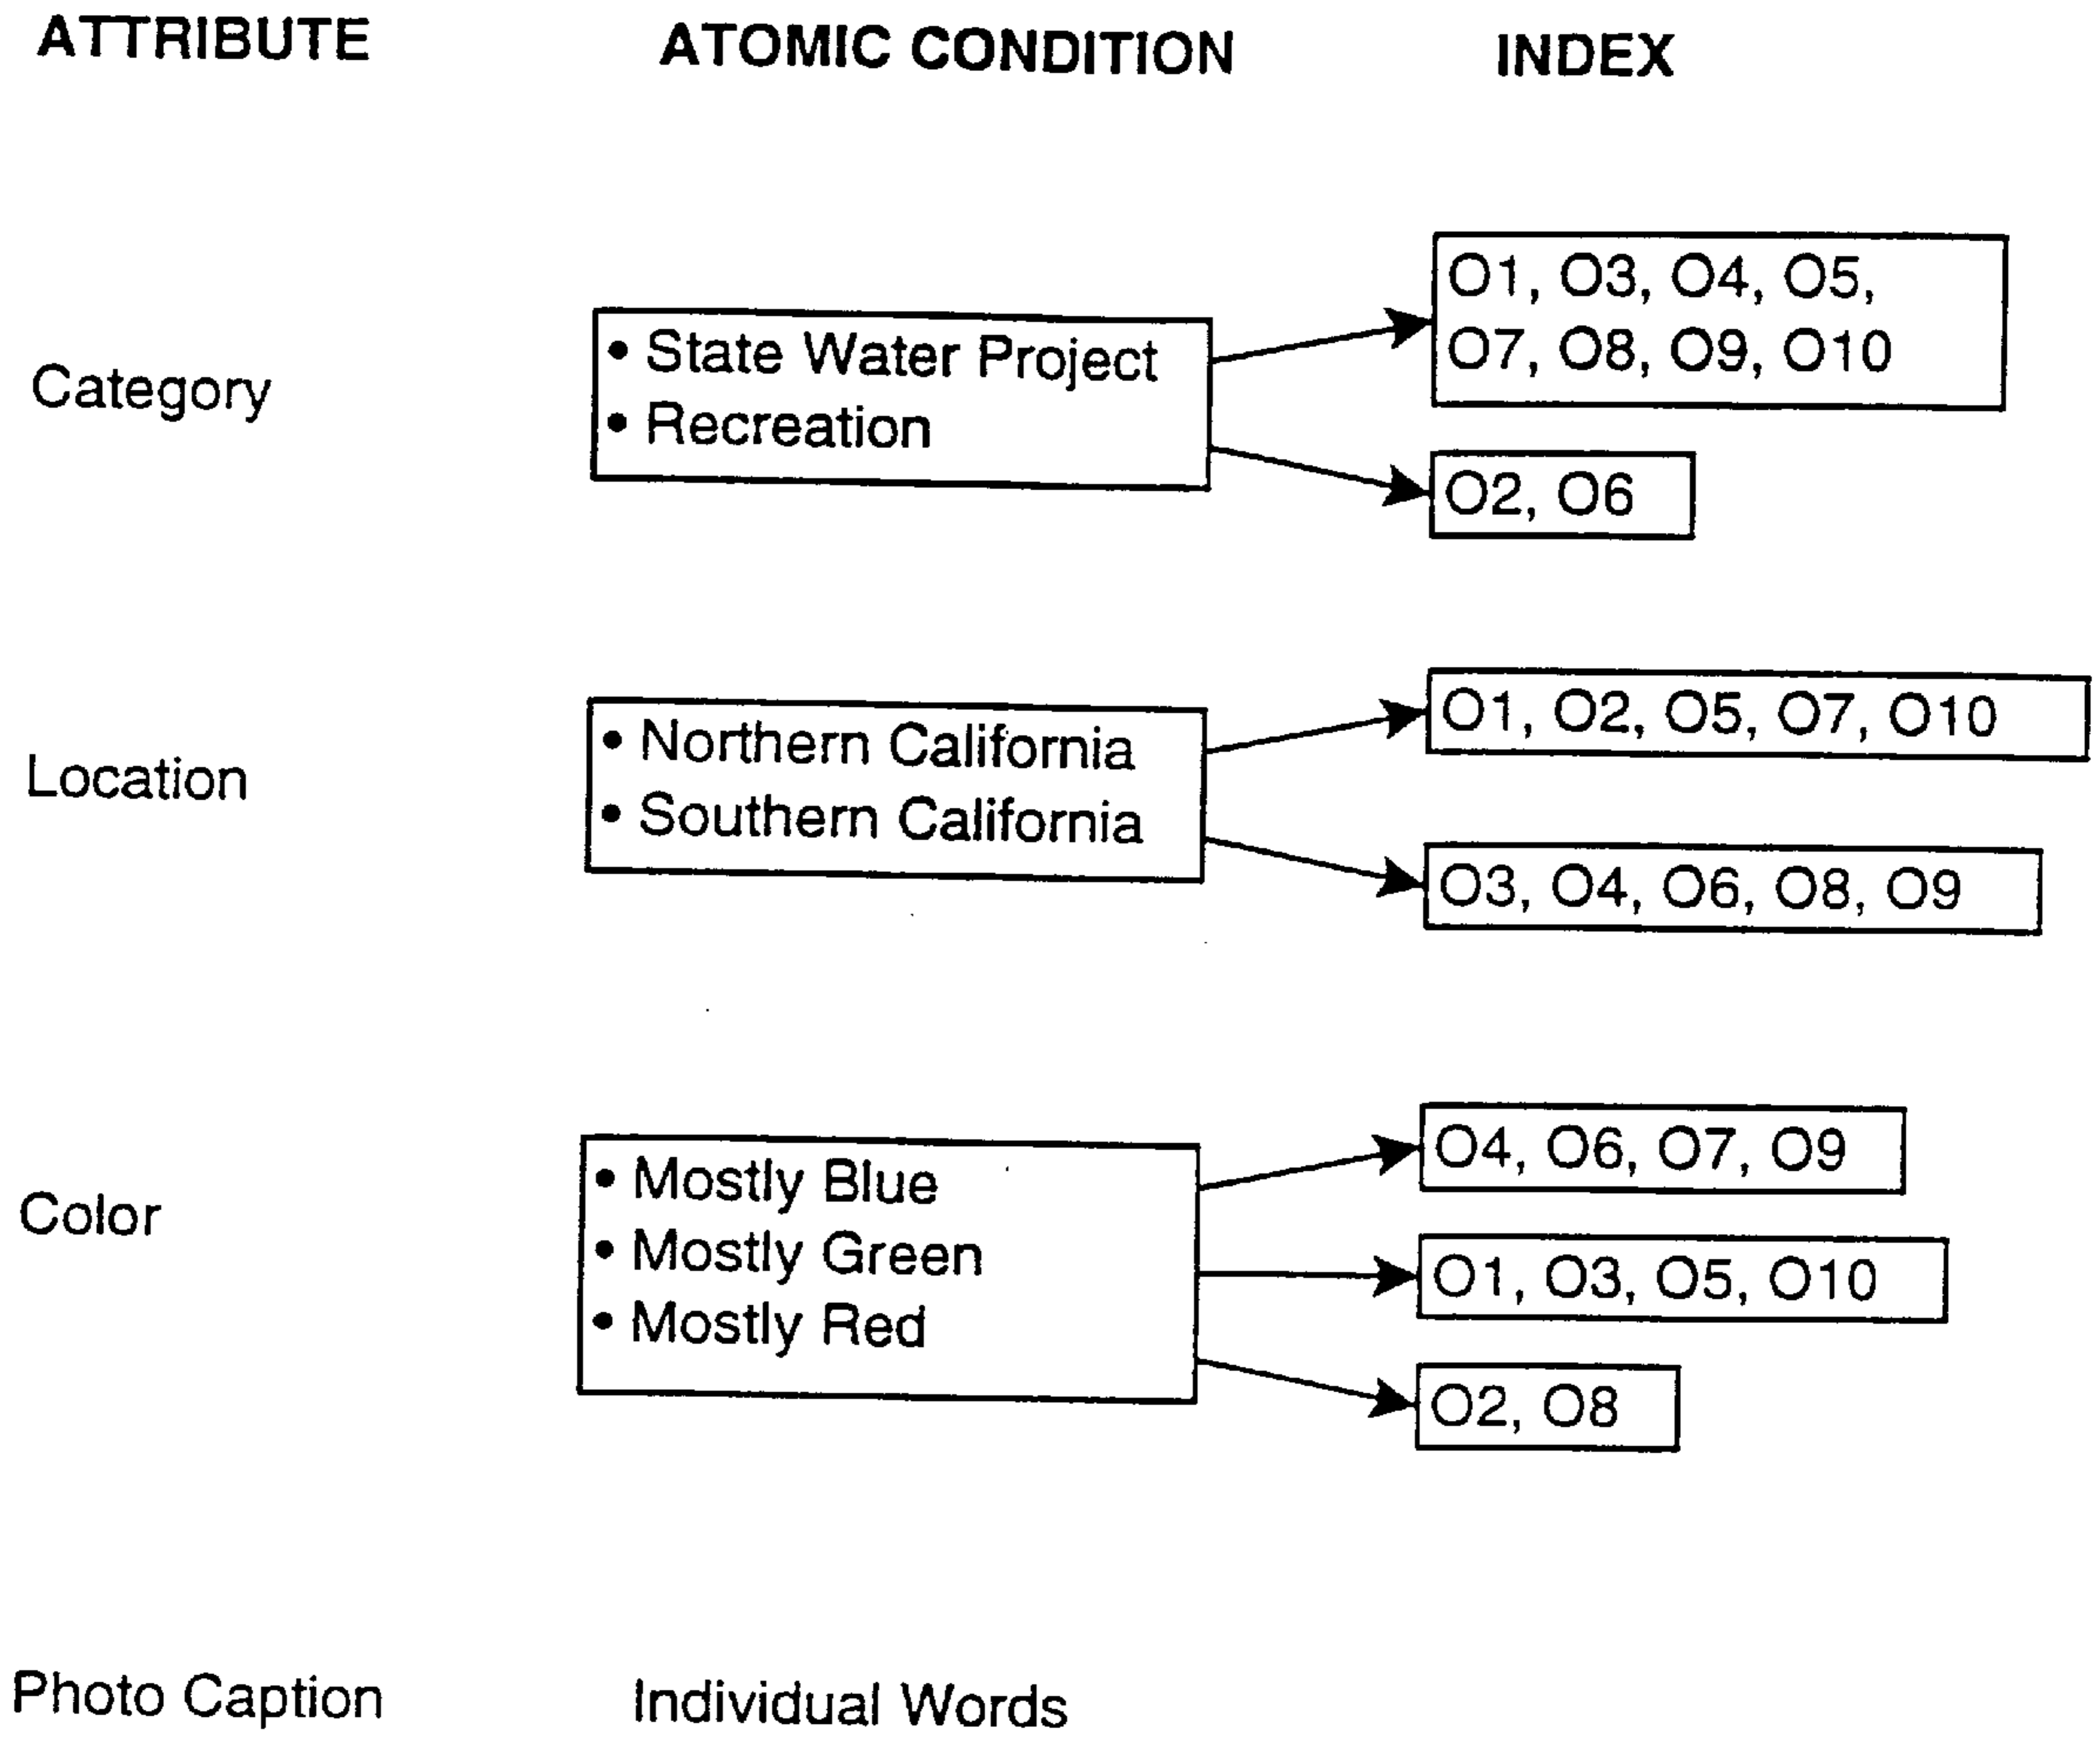 ATTRIBUTE ATOMIC CONDITION INDEX
O1, O3, O4, O5,
O7, O8, O9, O10
Category
• State Water Project
• Recreation
O2, O6
Location
• Northern California
• Southern California
O1, O2, O5, O7, O10
O3, O4, O6, O8, O9
Color
• Mostly Blue
• Mostly Green
• Mostly Red
O4, O6, O7, O9
O1, O3, O5, O10
O2, O8
Photo Caption Individual Words